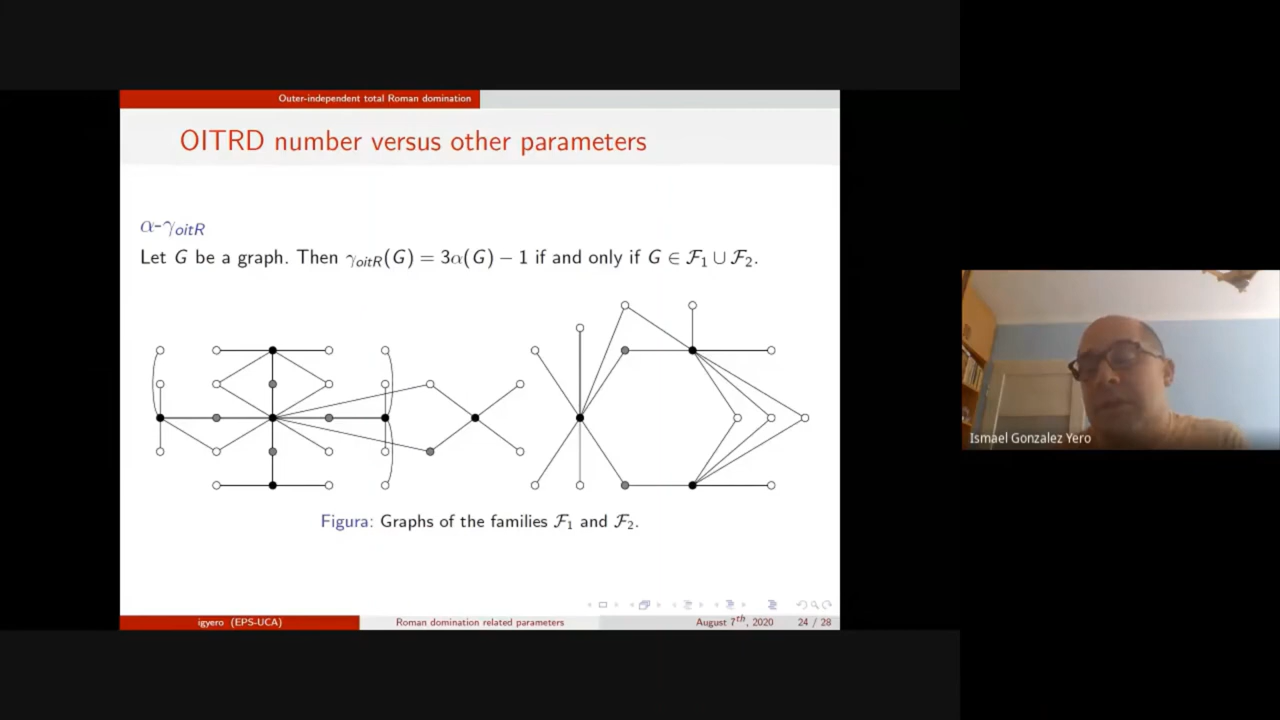 Outer-independent total Roman domination
OITRD number versus other parameters
α-γoitR
Let G be a graph. Then γoitR(G) = 3α(G) − 1 if and only if G ∈ F₁ ∪ F₂.
Figura: Graphs of the families F₁ and F₂.
igyero (EPS-UCA) Roman domination related parameters August 7th, 2020 24 / 28
Ismael Gonzalez Yero